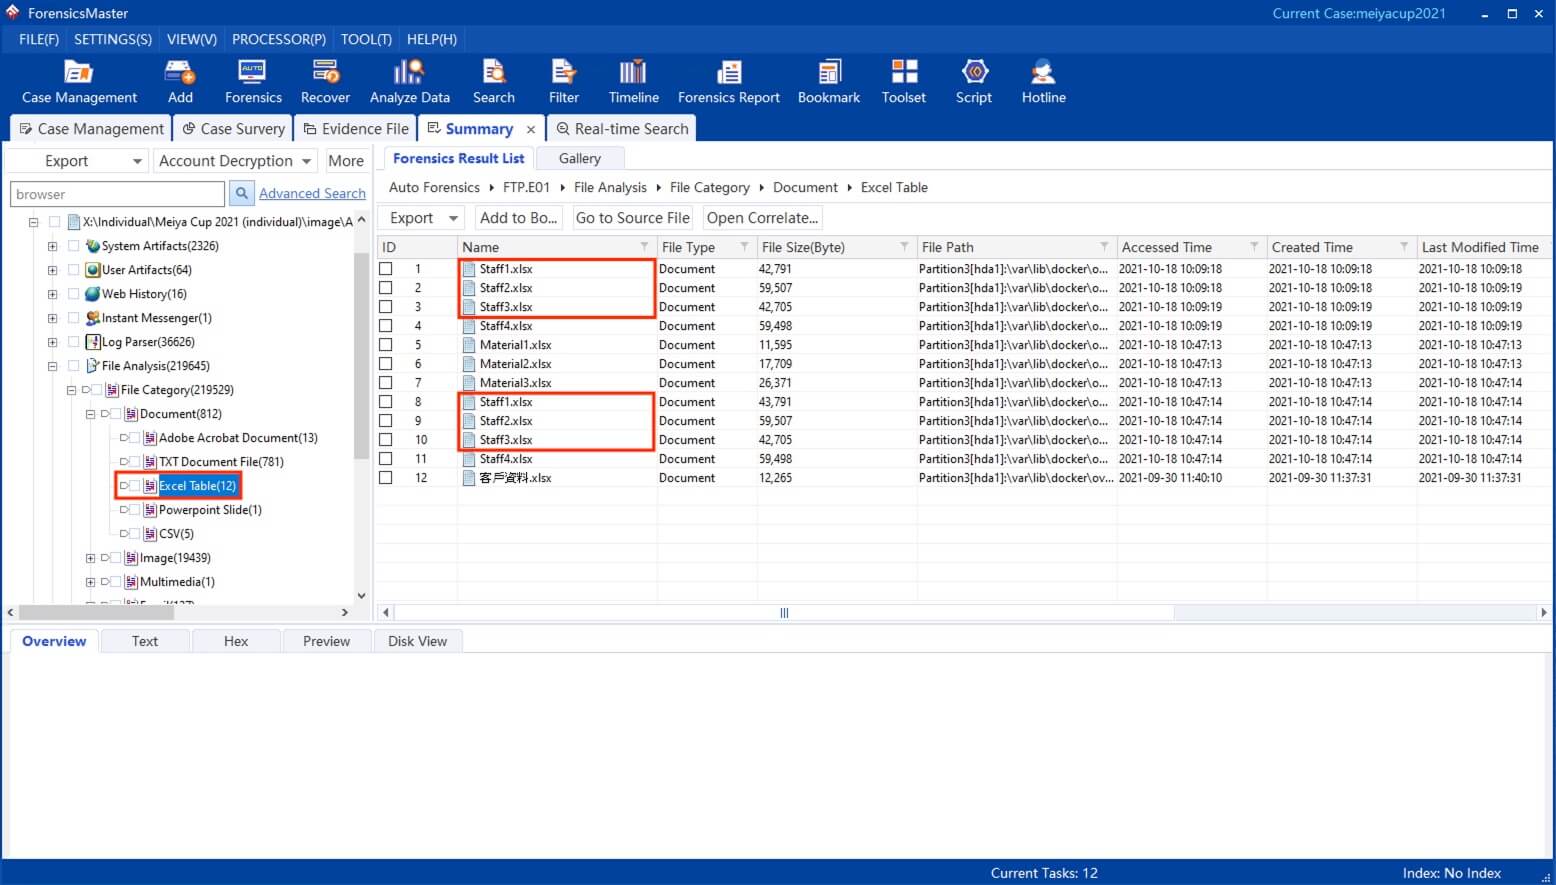 ForensicsMaster
Current Case:meiyacup2021
FILE(F) SETTINGS(S) VIEW(V) PROCESSOR(P) TOOL(T) HELP(H)
Case Management Add Forensics Recover Analyze Data Search Filter Timeline Forensics Report Bookmark Toolset Script Hotline
AUTO
Case Management Case Survery Evidence File Summary Real-time Search
Export Account Decryption More
browser Advanced Search
X:\Individual\Meiya Cup 2021 (individual)\image\A
System Artifacts(2326)
User Artifacts(64)
Web History(16)
Instant Messenger(1)
Log Parser(36626)
File Analysis(219645)
File Category(219529)
Document(812)
Adobe Acrobat Document(13)
TXT Document File(781)
Excel Table(12)
Powerpoint Slide(1)
CSV(5)
Image(19439)
Multimedia(1)
Forensics Result List Gallery
Auto Forensics FTP.E01 File Analysis File Category Document Excel Table
Export Add to Bo... Go to Source File Open Correlate...
ID Name File Type File Size(Byte) File Path Accessed Time Created Time Last Modified Time
1 Staff1.xlsx Document 42,791 Partition3[hda1]:\var\lib\docker\o... 2021-10-18 10:09:18 2021-10-18 10:09:18 2021-10-18 10:09:18
2 Staff2.xlsx Document 59,507 Partition3[hda1]:\var\lib\docker\o... 2021-10-18 10:09:18 2021-10-18 10:09:18 2021-10-18 10:09:19
3 Staff3.xlsx Document 42,705 Partition3[hda1]:\var\lib\docker\o... 2021-10-18 10:09:19 2021-10-18 10:09:19 2021-10-18 10:09:19
4 Staff4.xlsx Document 59,498 Partition3[hda1]:\var\lib\docker\o... 2021-10-18 10:09:19 2021-10-18 10:09:19 2021-10-18 10:09:19
5 Material1.xlsx Document 11,595 Partition3[hda1]:\var\lib\docker\o... 2021-10-18 10:47:13 2021-10-18 10:47:13 2021-10-18 10:47:13
6 Material2.xlsx Document 17,709 Partition3[hda1]:\var\lib\docker\o... 2021-10-18 10:47:13 2021-10-18 10:47:13 2021-10-18 10:47:13
7 Material3.xlsx Document 26,371 Partition3[hda1]:\var\lib\docker\o... 2021-10-18 10:47:13 2021-10-18 10:47:13 2021-10-18 10:47:14
8 Staff1.xlsx Document 43,791 Partition3[hda1]:\var\lib\docker\o... 2021-10-18 10:47:14 2021-10-18 10:47:14 2021-10-18 10:47:14
9 Staff2.xlsx Document 59,507 Partition3[hda1]:\var\lib\docker\o... 2021-10-18 10:47:14 2021-10-18 10:47:14 2021-10-18 10:47:14
10 Staff3.xlsx Document 42,705 Partition3[hda1]:\var\lib\docker\o... 2021-10-18 10:47:14 2021-10-18 10:47:14 2021-10-18 10:47:14
11 Staff4.xlsx Document 59,498 Partition3[hda1]:\var\lib\docker\o... 2021-10-18 10:47:14 2021-10-18 10:47:14 2021-10-18 10:47:14
12 客戶資料.xlsx Document 12,265 Partition3[hda1]:\var\lib\docker\ov... 2021-09-30 11:40:10 2021-09-30 11:37:31 2021-09-30 11:37:31
Overview Text Hex Preview Disk View
Current Tasks: 12
Index: No Index